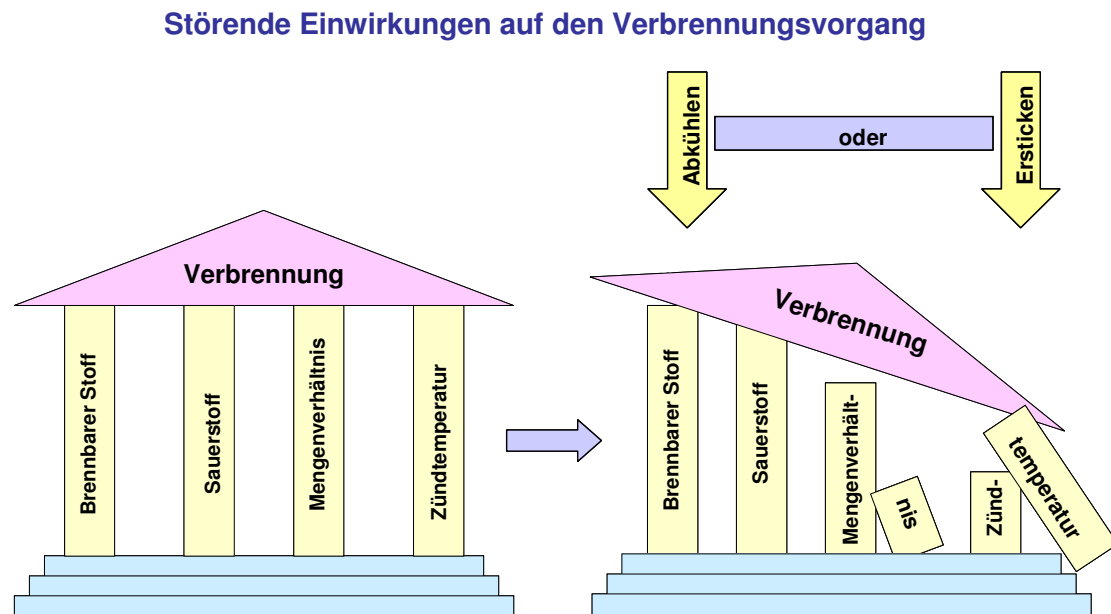 Störende Einwirkungen auf den Verbrennungsvorgang
Abkühlen
oder
Ersticken
Verbrennung
Brennbarer Stoff
Sauerstoff
Mengenverhältnis
Zündtemperatur
Verbrennung
Brennbarer Stoff
Sauerstoff
Mengenverhält-
nis
Zünd-
temperatur